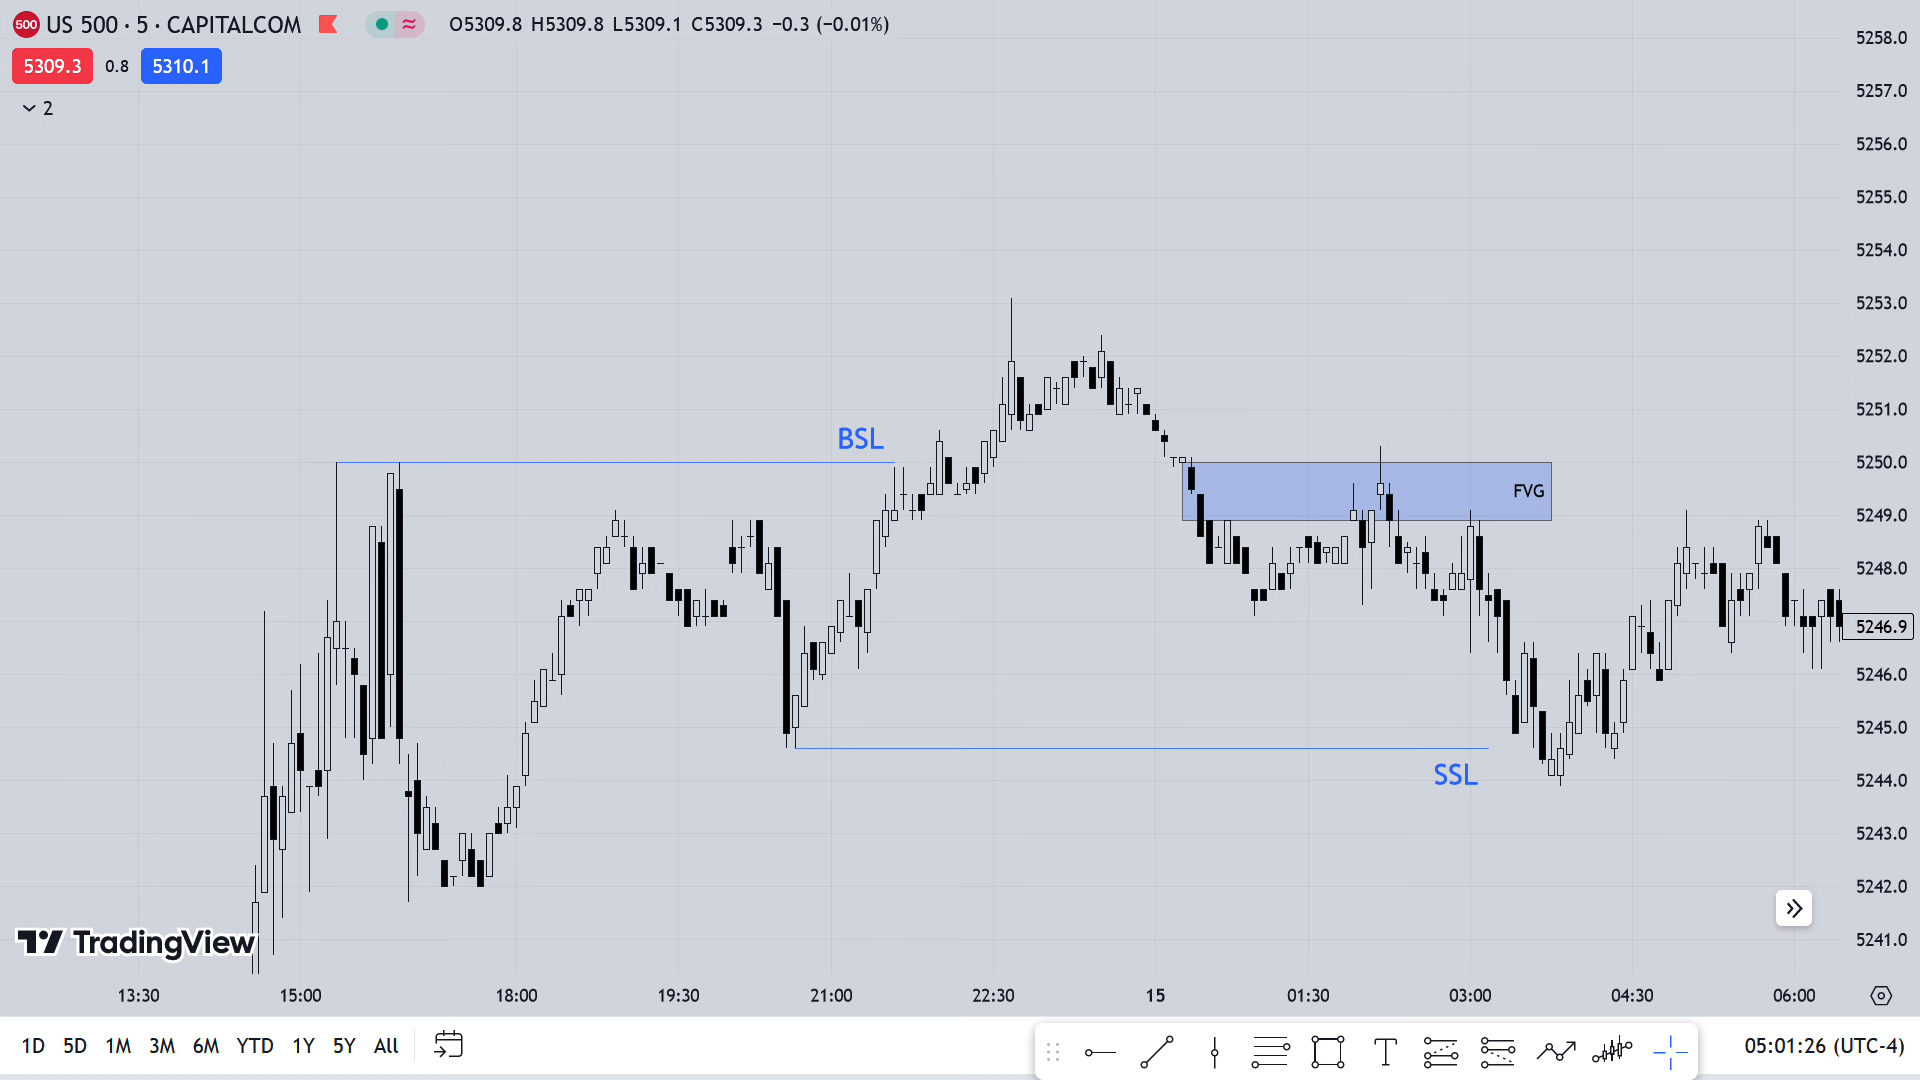 500 US 500 · 5 · CAPITALCOM O5309.8 H5309.8 L5309.1 C5309.3 −0.3 (−0.01%)
5309.3 0.8 5310.1
2
5258.0
5257.0
5256.0
5255.0
5254.0
5253.0
5252.0
5251.0
BSL
5250.0
FVG
5249.0
5248.0
5246.9
5246.0
5245.0
SSL
5244.0
5243.0
5242.0
TradingView
5241.0
13:30 15:00 18:00 19:30 21:00 22:30 15 01:30 03:00 04:30 06:00
1D 5D 1M 3M 6M YTD 1Y 5Y All T 05:01:26 (UTC-4)